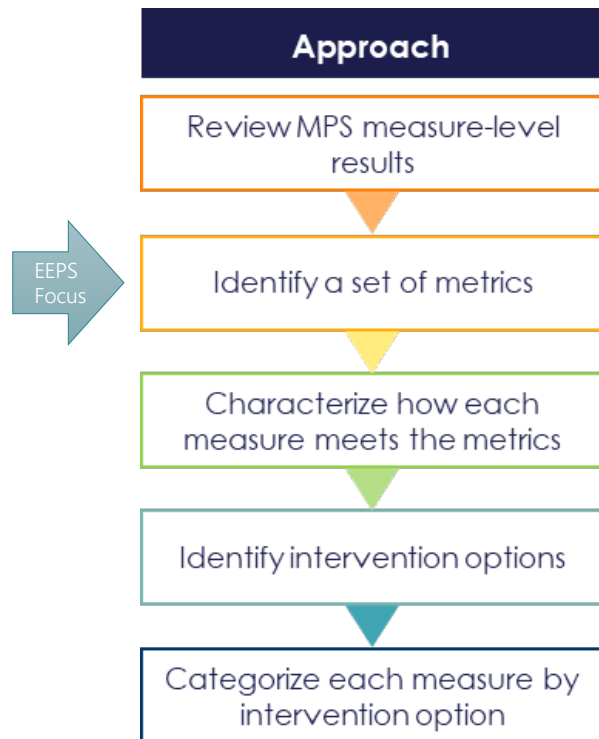 Approach
Review MPS measure-level
results
EEPS
Focus
Identify a set of metrics
Characterize how each
measure meets the metrics
Identify intervention options
Categorize each measure by
intervention option